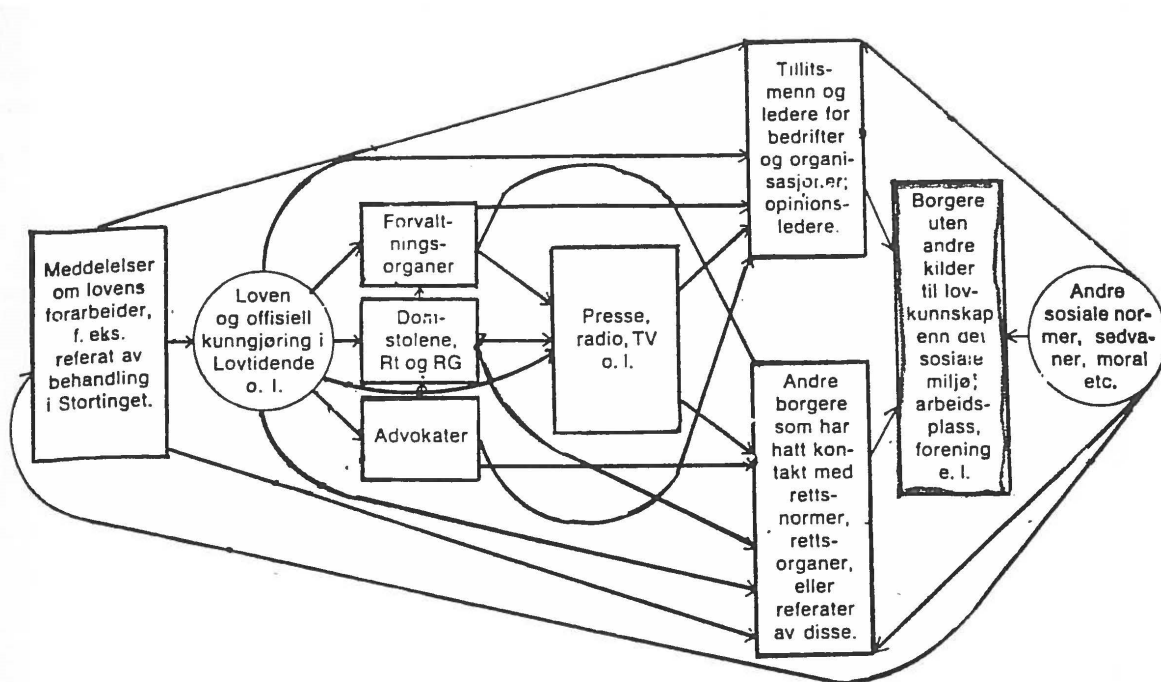 Meddelelser
om lovens
forarbeider,
f. eks.
referat av
behandling
i Stortinget.
Loven
og offisiell
kunngjøring i
Lovtidende
o. l.
Forvalt-
nings-
organer
Dom-
stolene,
Rt og RG
Advokater
Presse,
radio, TV
o. l.
Tillits-
menn og
ledere for
bedrifter
og organi-
sasjoner;
opinions-
ledere.
Andre
borgere
som har
hatt kon-
takt med
retts-
normer,
retts-
organer,
eller
referater
av disse.
Borgere
uten
andre
kilder
til lov-
kunnskap
enn det
sosiale
miljø;
arbeids-
plass,
forening
e. l.
Andre
sosiale nor-
mer, sedva-
ner, moral
etc.